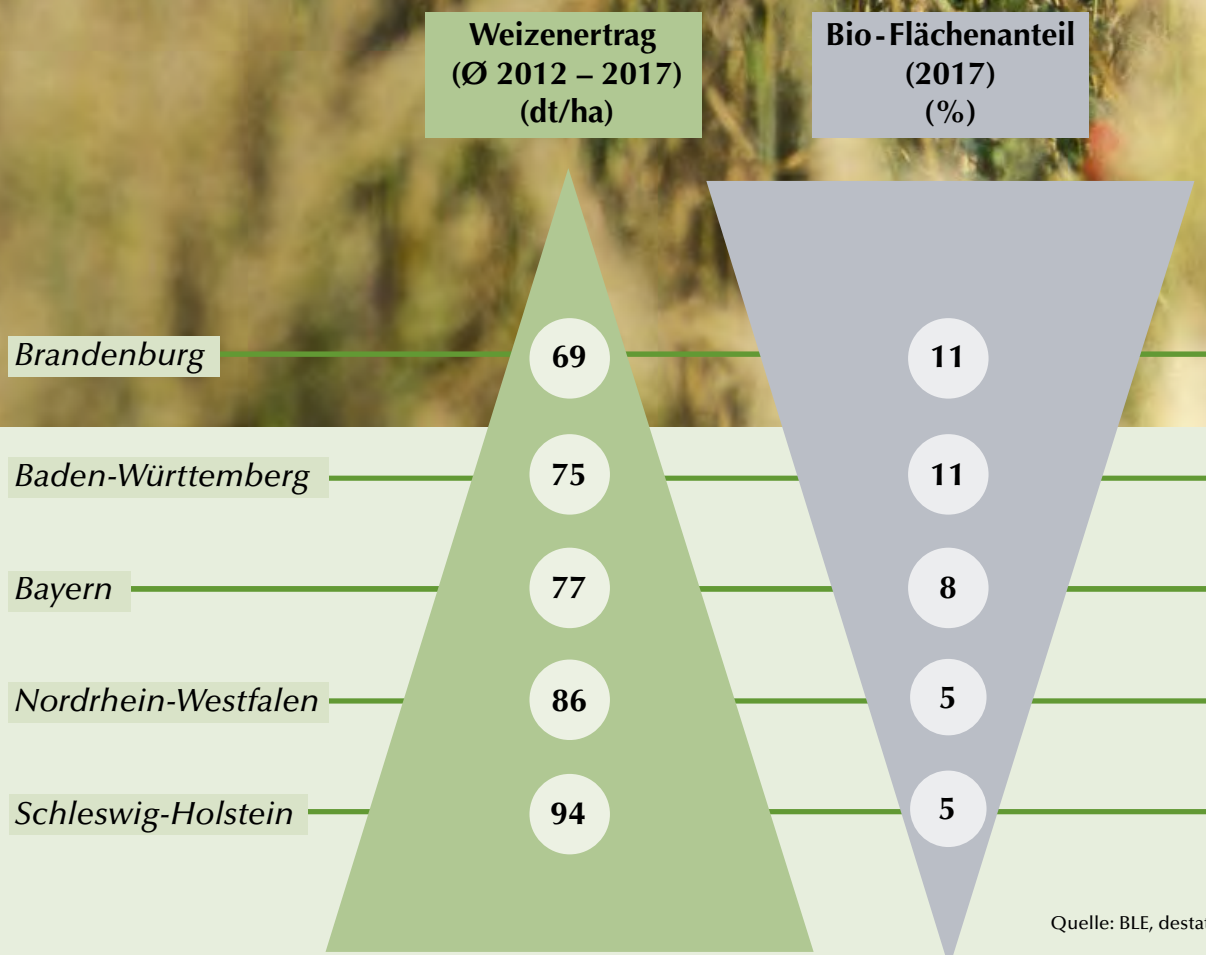 Weizenertrag
(Ø 2012 – 2017)
(dt/ha)
Bio-Flächenanteil
(2017)
(%)
Brandenburg 69 11
Baden-Württemberg 75 11
Bayern 77 8
Nordrhein-Westfalen 86 5
Schleswig-Holstein 94 5
Quelle: BLE, destat